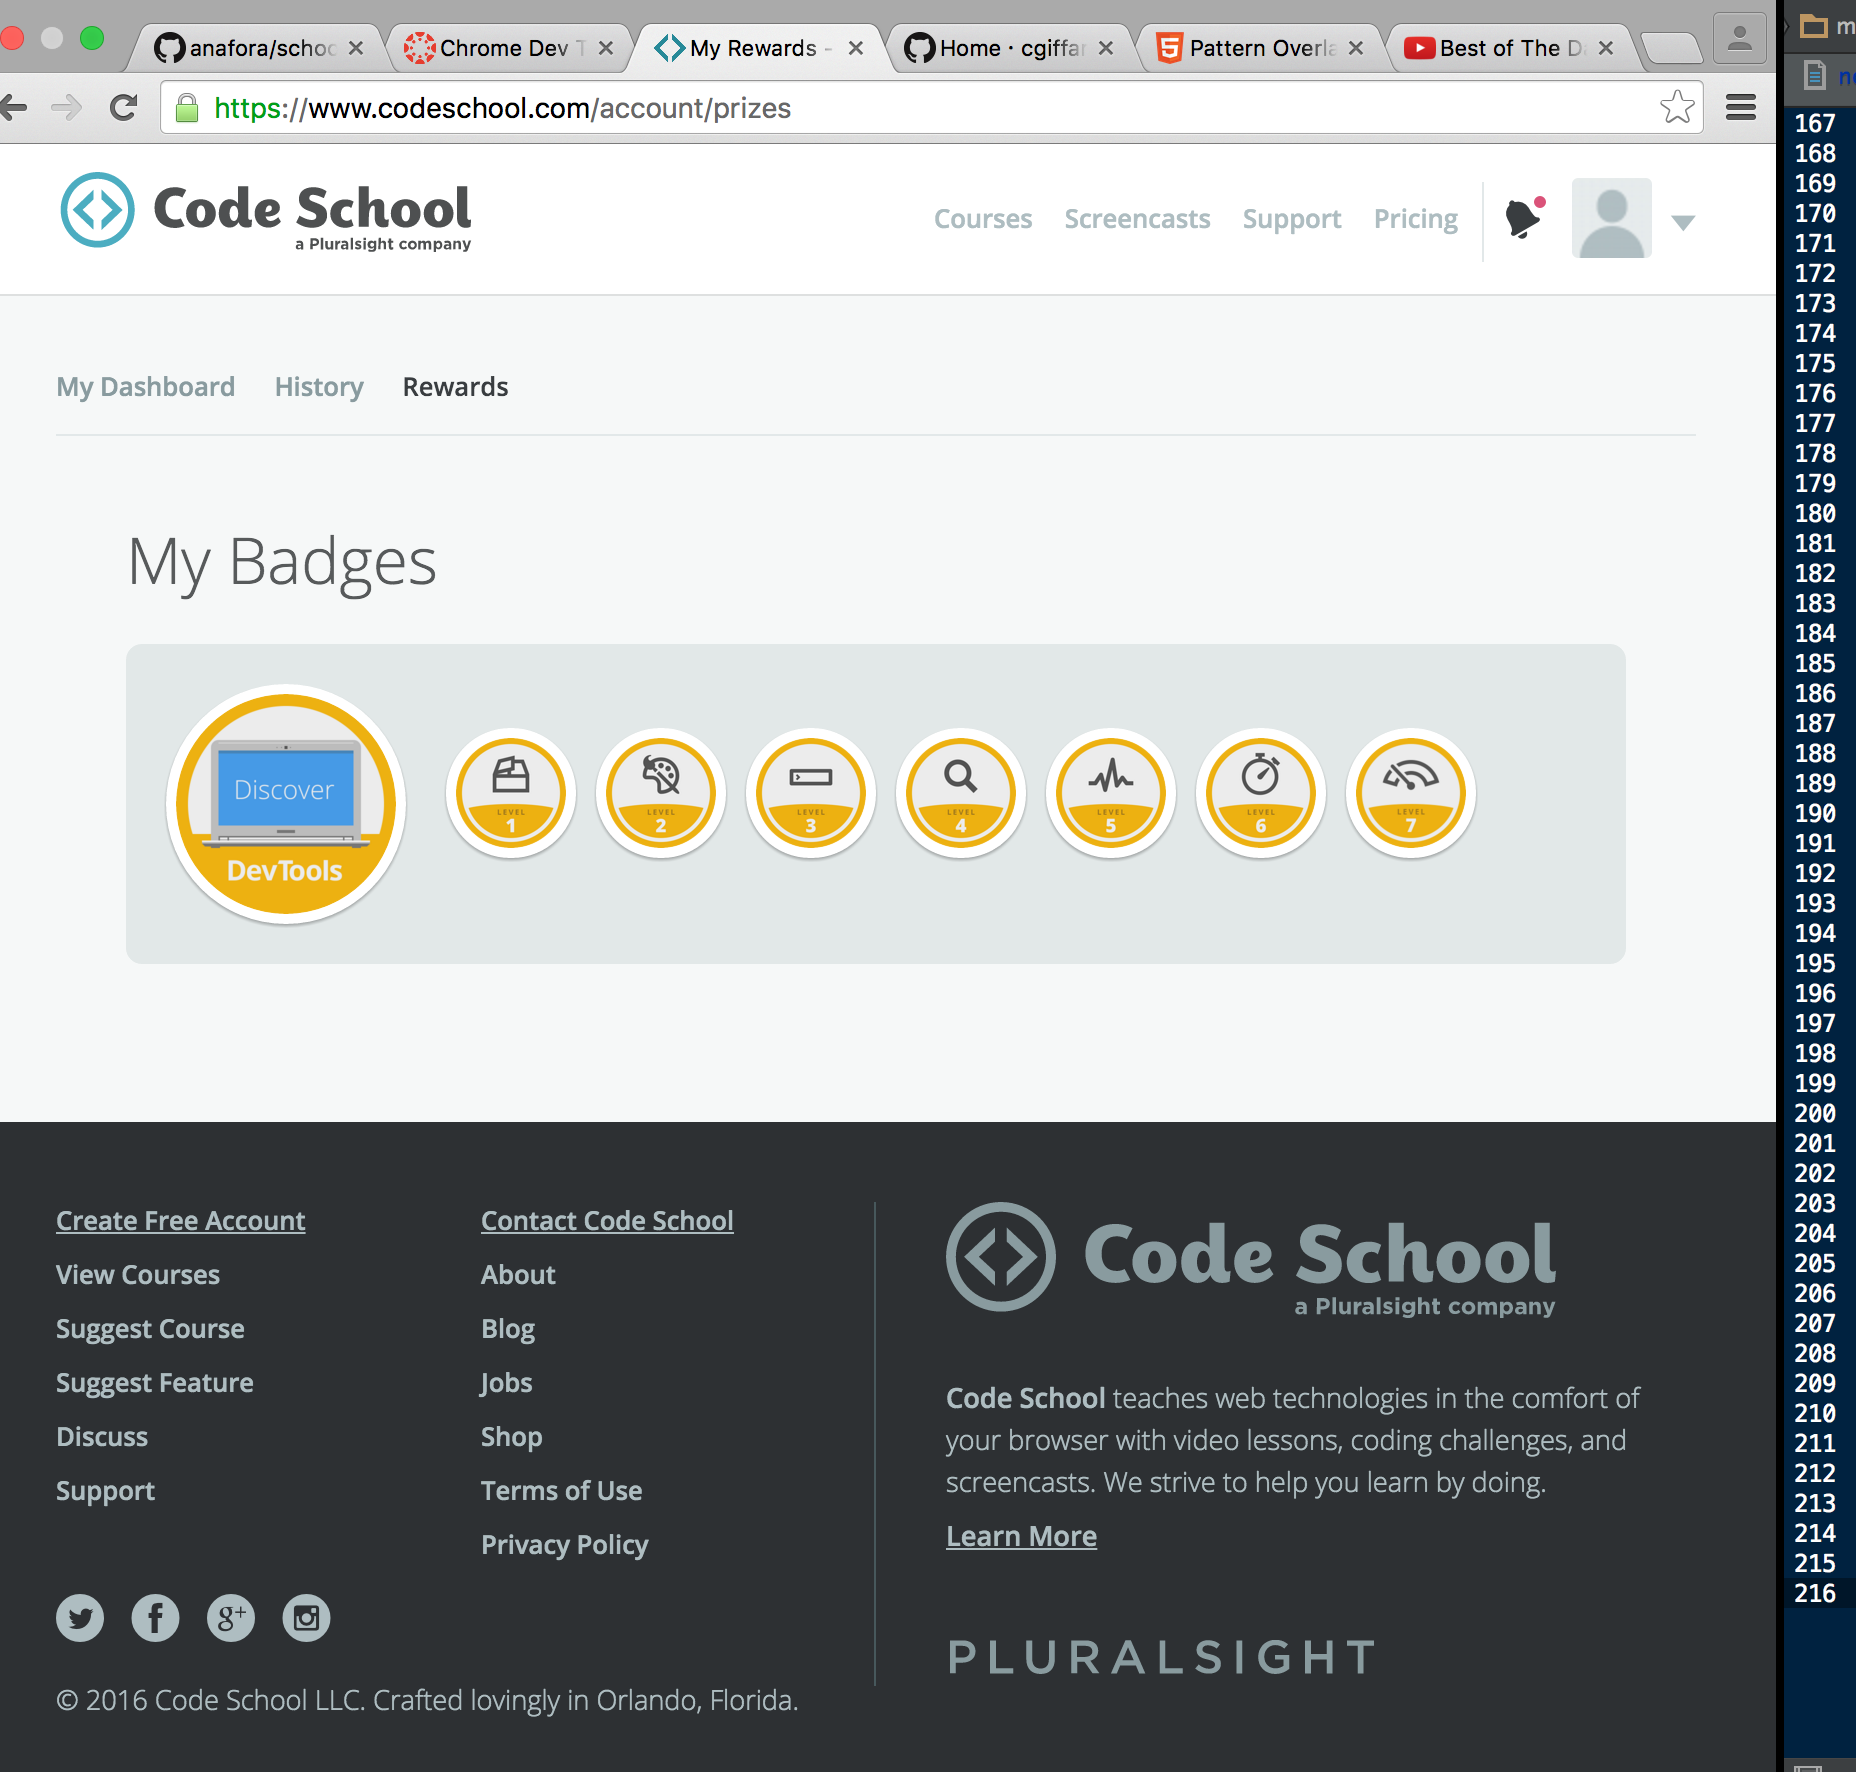 anafora/schoo
Chrome Dev T
My Rewards -
Home · cgiffar
Pattern Overla
Best of The Da
https://www.codeschool.com/account/prizes
Code School
a Pluralsight company
Courses Screencasts Support Pricing
My Dashboard History Rewards
My Badges
Discover
DevTools
LEVEL
1
LEVEL
2
LEVEL
3
LEVEL
4
LEVEL
5
LEVEL
6
LEVEL
7
Create Free Account
View Courses
Suggest Course
Suggest Feature
Discuss
Support
Contact Code School
About
Blog
Jobs
Shop
Terms of Use
Privacy Policy
© 2016 Code School LLC. Crafted lovingly in Orlando, Florida.
Code School
a Pluralsight company
Code School teaches web technologies in the comfort of
your browser with video lessons, coding challenges, and
screencasts. We strive to help you learn by doing.
Learn More
PLURALSIGHT
167
168
169
170
171
172
173
174
175
176
177
178
179
180
181
182
183
184
185
186
187
188
189
190
191
192
193
194
195
196
197
198
199
200
201
202
203
204
205
206
207
208
209
210
211
212
213
214
215
216